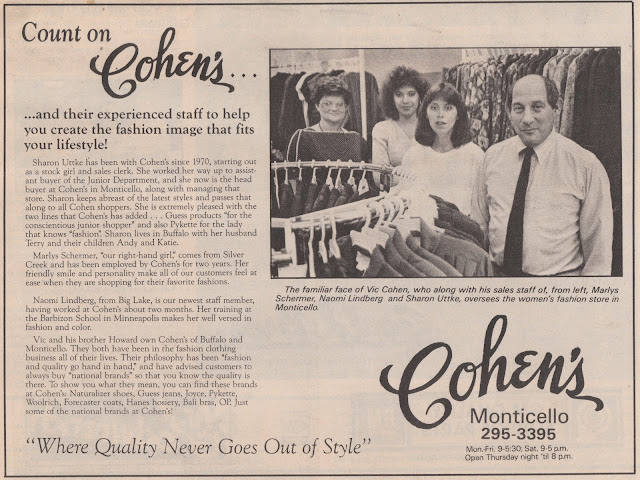 Count on
Cohen's...
...and their experienced staff to help
you create the fashion image that fits
your lifestyle!
Sharon Uttke has been with Cohen's since 1970, starting out
as a stock girl and sales clerk. She worked her way up to assist-
ant buyer of the Junior Department, and she now is the head
buyer at Cohen's in Monticello, along with managing that
store. Sharon keeps abreast of the latest styles and passes that
along to all Cohen shoppers. She is extremely pleased with the
two lines that Cohen's has added . . . Guess products "for the
conscientious junior shopper" and also Pykette for the lady
that knows "fashion". Sharon lives in Buffalo with her husband
Terry and their children Andy and Katie.
Marlys Schermer, "our right-hand girl," comes from Silver
Creek and has been employed by Cohen's for two years. Her
friendly smile and personality make all of our customers feel at
ease when they are shopping for their favorite fashions.
Naomi Lindberg, from Big Lake, is our newest staff member,
having worked at Cohen's about two months. Her training at
the Barbizon School in Minneapolis makes her well versed in
fashion and color.
Vic and his brother Howard own Cohen's of Buffalo and
Monticello. They both have been in the fashion clothing
business all of their lives. Their philosophy has been "fashion
and quality go hand in hand," and have advised customers to
always buy "national brands" so that you know the quality is
there. To show you what they mean, you can find these brands
at Cohen's: Naturalizer shoes, Guess jeans, Joyce, Pykette,
Woolrich, Forecaster coats, Hanes hosiery, Bali bras, OP. Just
some of the national brands at Cohen's!
"Where Quality Never Goes Out of Style"
The familiar face of Vic Cohen, who along with his sales staff of, from left, Marlys
Schermer, Naomi Lindberg and Sharon Uttke, oversees the women's fashion store in
Monticello.
Cohen's
Monticello
295-3395
Mon.-Fri. 9-5:30; Sat. 9-5 p.m.
Open Thursday night 'til 8 p.m.